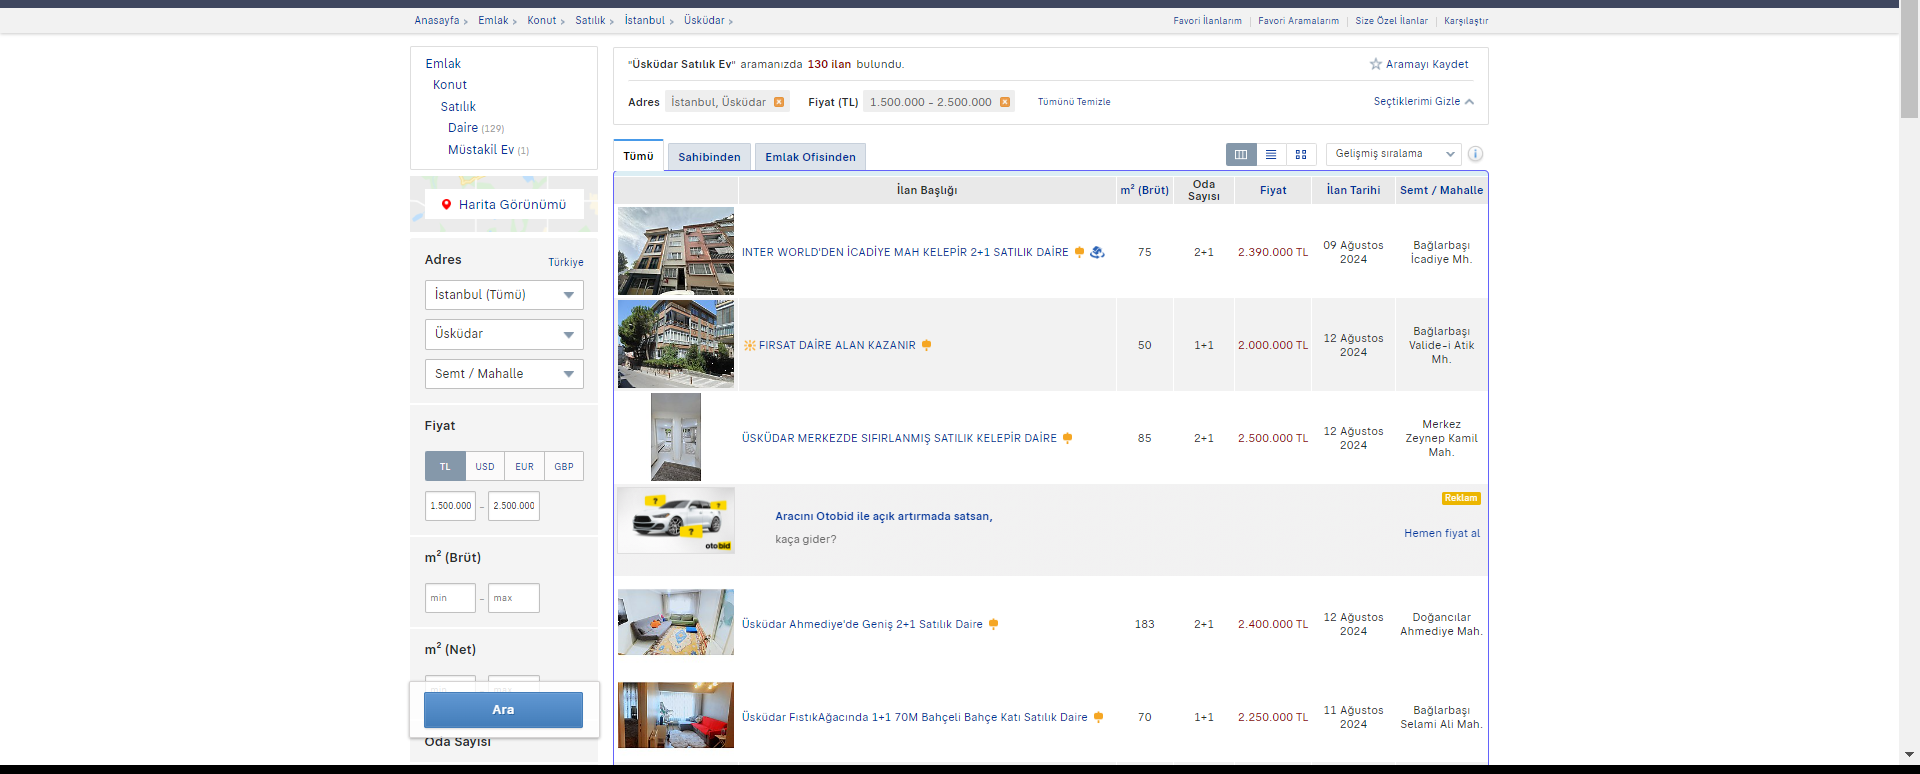 Anasayfa > Emlak > Konut > Satılık > İstanbul > Üsküdar >
Favori İlanlarım | Favori Aramalarım | Size Özel İlanlar | Karşılaştır
Emlak
Konut
Satılık
Daire (129)
Müstakil Ev (1)
Harita Görünümü
Adres
Türkiye
İstanbul (Tümü)
Üsküdar
Semt / Mahalle
Fiyat
TL USD EUR GBP
1.500.000 - 2.500.000
m² (Brüt)
min - max
m² (Net)
min max
Ara
Oda Sayısı
"Üsküdar Satılık Ev" aramanızda 130 ilan bulundu.
Aramayı Kaydet
Adres İstanbul, Üsküdar Fiyat (TL) 1.500.000 - 2.500.000 Tümünü Temizle
Seçtiklerimi Gizle
Tümü Sahibinden Emlak Ofisinden
Gelişmiş sıralama
İlan Başlığı m² (Brüt) Oda Sayısı Fiyat İlan Tarihi Semt / Mahalle
INTER WORLD'DEN İCADİYE MAH KELEPİR 2+1 SATILIK DAİRE 75 2+1 2.390.000 TL 09 Ağustos 2024 Bağlarbaşı İcadiye Mh.
FIRSAT DAİRE ALAN KAZANIR 50 1+1 2.000.000 TL 12 Ağustos 2024 Bağlarbaşı Valide-i Atik Mh.
ÜSKÜDAR MERKEZDE SIFIRLANMIŞ SATILIK KELEPİR DAİRE 85 2+1 2.500.000 TL 12 Ağustos 2024 Merkez Zeynep Kamil Mah.
? ? ?
otobid
Aracını Otobid ile açık artırmada satsan,
kaça gider?
Reklam
Hemen fiyat al
Üsküdar Ahmediye'de Geniş 2+1 Satılık Daire 183 2+1 2.400.000 TL 12 Ağustos 2024 Doğancılar Ahmediye Mah.
Üsküdar FıstıkAğacında 1+1 70M Bahçeli Bahçe Katı Satılık Daire 70 1+1 2.250.000 TL 11 Ağustos 2024 Bağlarbaşı Selami Ali Mah.